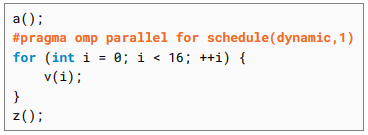 a();
#pragma omp parallel for schedule(dynamic,1)
for (int i = 0; i < 16; ++i) {
    v(i);
}
z();